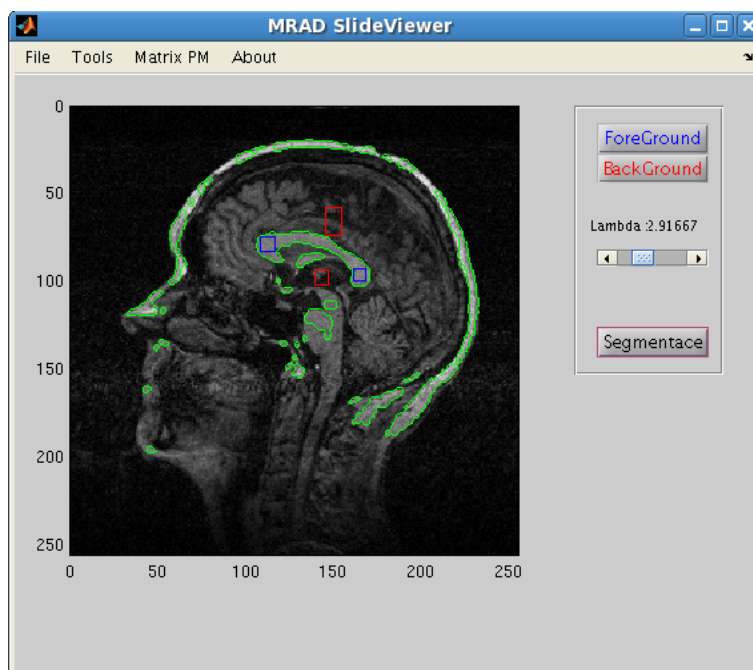 MRAD SlideViewer
File Tools Matrix PM About
ForeGround
BackGround
Lambda :2.91667
Segmentace
0
50
100
150
200
250
0 50 100 150 200 250